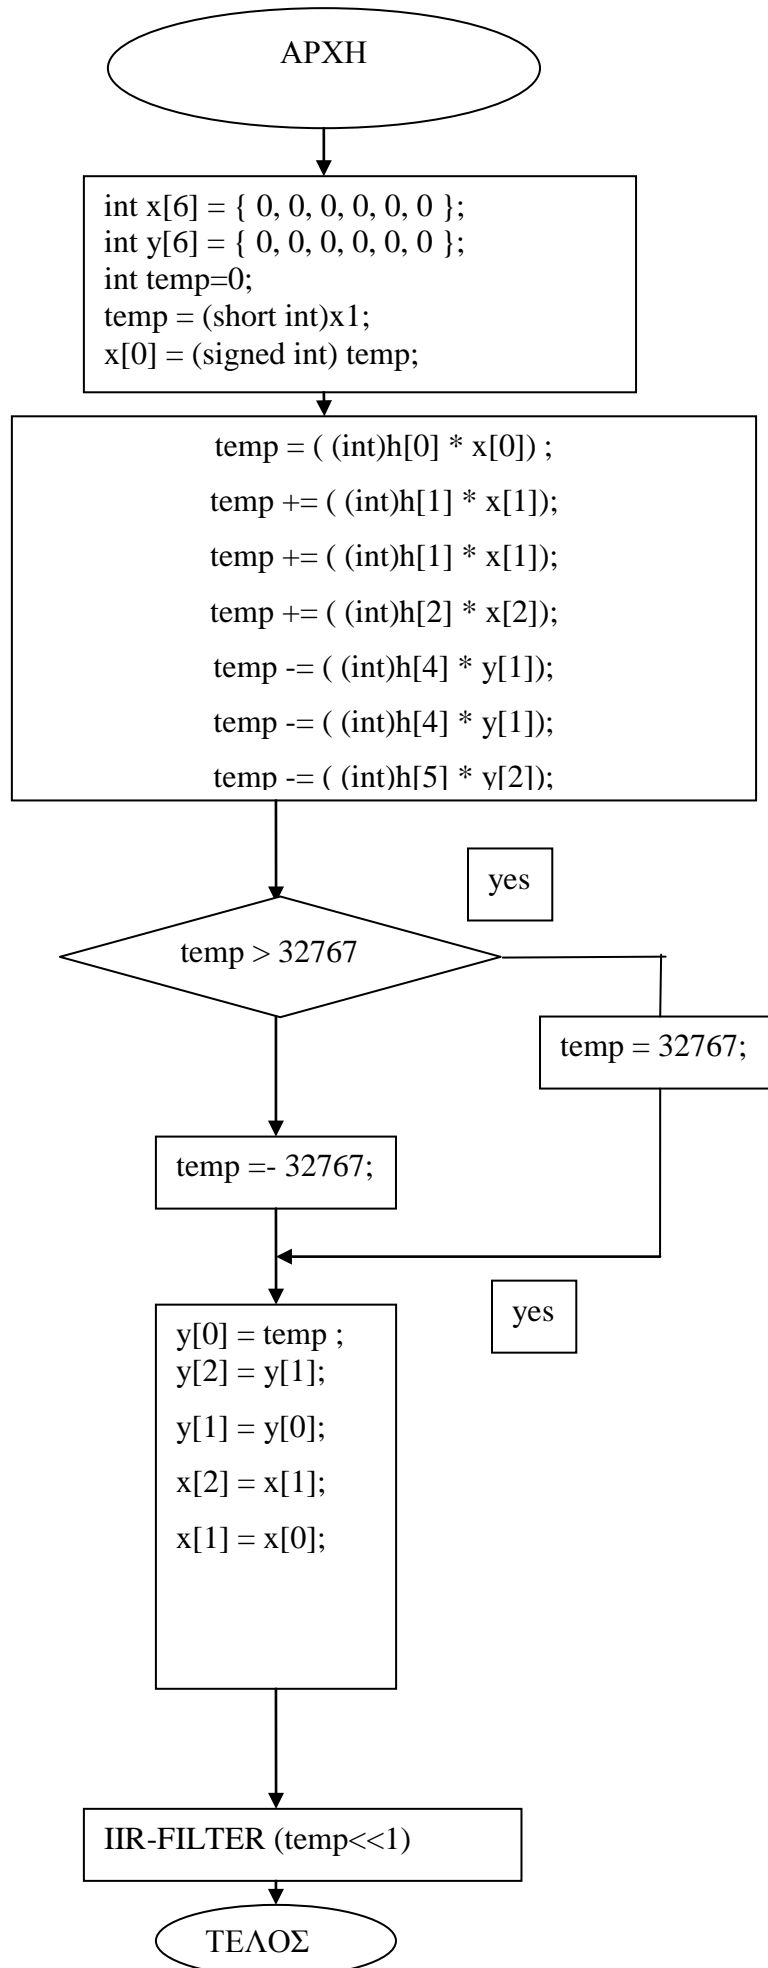 ΑΡΧΗ
int x[6] = { 0, 0, 0, 0, 0, 0 };
int y[6] = { 0, 0, 0, 0, 0, 0 };
int temp=0;
temp = (short int)x1;
x[0] = (signed int) temp;
temp = ( (int)h[0] * x[0]) ;
temp += ( (int)h[1] * x[1]);
temp += ( (int)h[1] * x[1]);
temp += ( (int)h[2] * x[2]);
temp -= ( (int)h[4] * y[1]);
temp -= ( (int)h[4] * y[1]);
temp -= ( (int)h[5] * y[2]);
yes
temp > 32767
temp = 32767;
temp =- 32767;
yes
y[0] = temp ;
y[2] = y[1];
y[1] = y[0];
x[2] = x[1];
x[1] = x[0];
IIR-FILTER (temp<<1)
ΤΕΛΟΣ